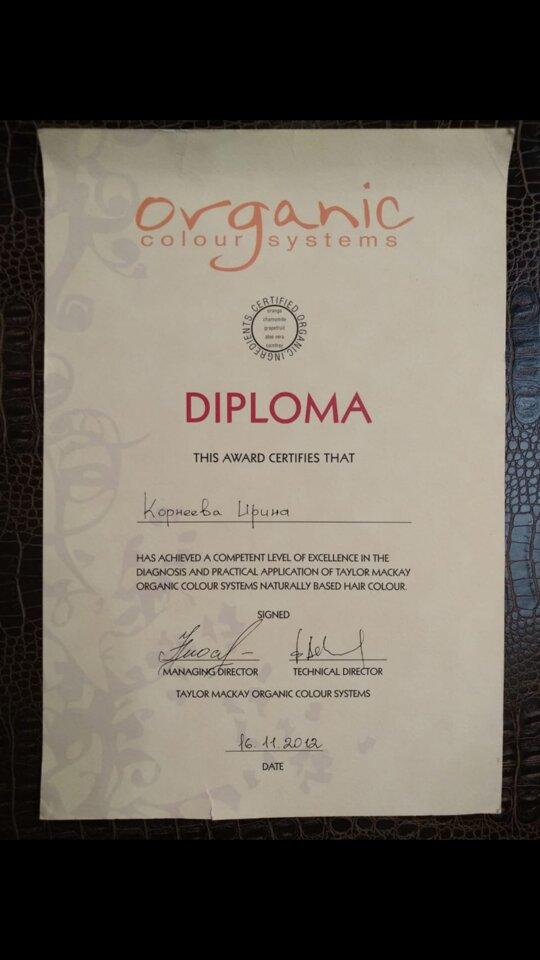 organic
colour systems
CERTIFIED ORGANIC INGREDIENTS
orange
chamomile
grapefruit
aloe vera
comfrey
DIPLOMA
THIS AWARD CERTIFIES THAT
Корнеева Ирина
HAS ACHIEVED A COMPETENT LEVEL OF EXCELLENCE IN THE
DIAGNOSIS AND PRACTICAL APPLICATION OF TAYLOR MACKAY
ORGANIC COLOUR SYSTEMS NATURALLY BASED HAIR COLOUR.
SIGNED
MANAGING DIRECTOR TECHNICAL DIRECTOR
TAYLOR MACKAY ORGANIC COLOUR SYSTEMS
16.11.2012
DATE